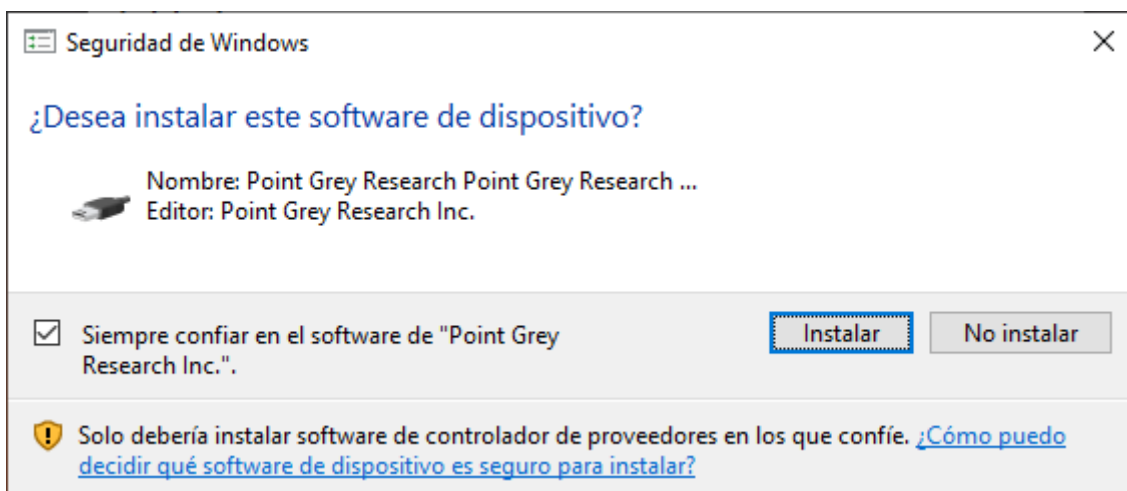 Seguridad de Windows
¿Desea instalar este software de dispositivo?
Nombre: Point Grey Research Point Grey Research ...
Editor: Point Grey Research Inc.
Siempre confiar en el software de "Point Grey
Research Inc.".
Instalar
No instalar
Solo debería instalar software de controlador de proveedores en los que confíe. ¿Cómo puedo
decidir qué software de dispositivo es seguro para instalar?